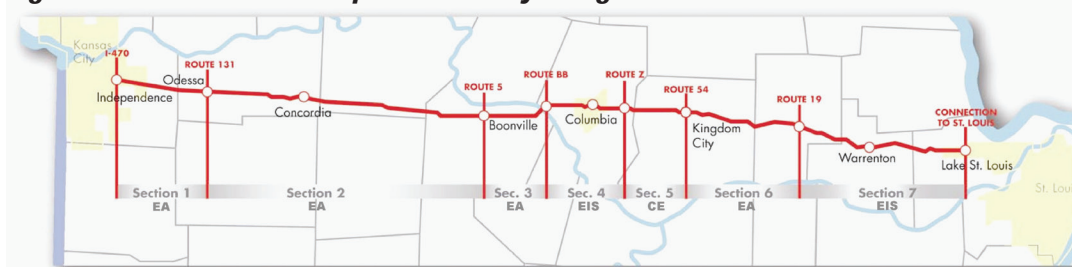 Kansas
City
I-470
Independence
Odessa
ROUTE 131
Concordia
ROUTE 5
Boonville
ROUTE BB
Columbia
ROUTE Z
ROUTE 54
Kingdom
City
ROUTE 19
Warrenton
CONNECTION
TO ST. LOUIS
Lake St. Louis
St. Loui
Section 1
EA
Section 2
EA
Sec. 3
EA
Sec. 4
EIS
Sec. 5
CE
Section 6
EA
Section 7
EIS